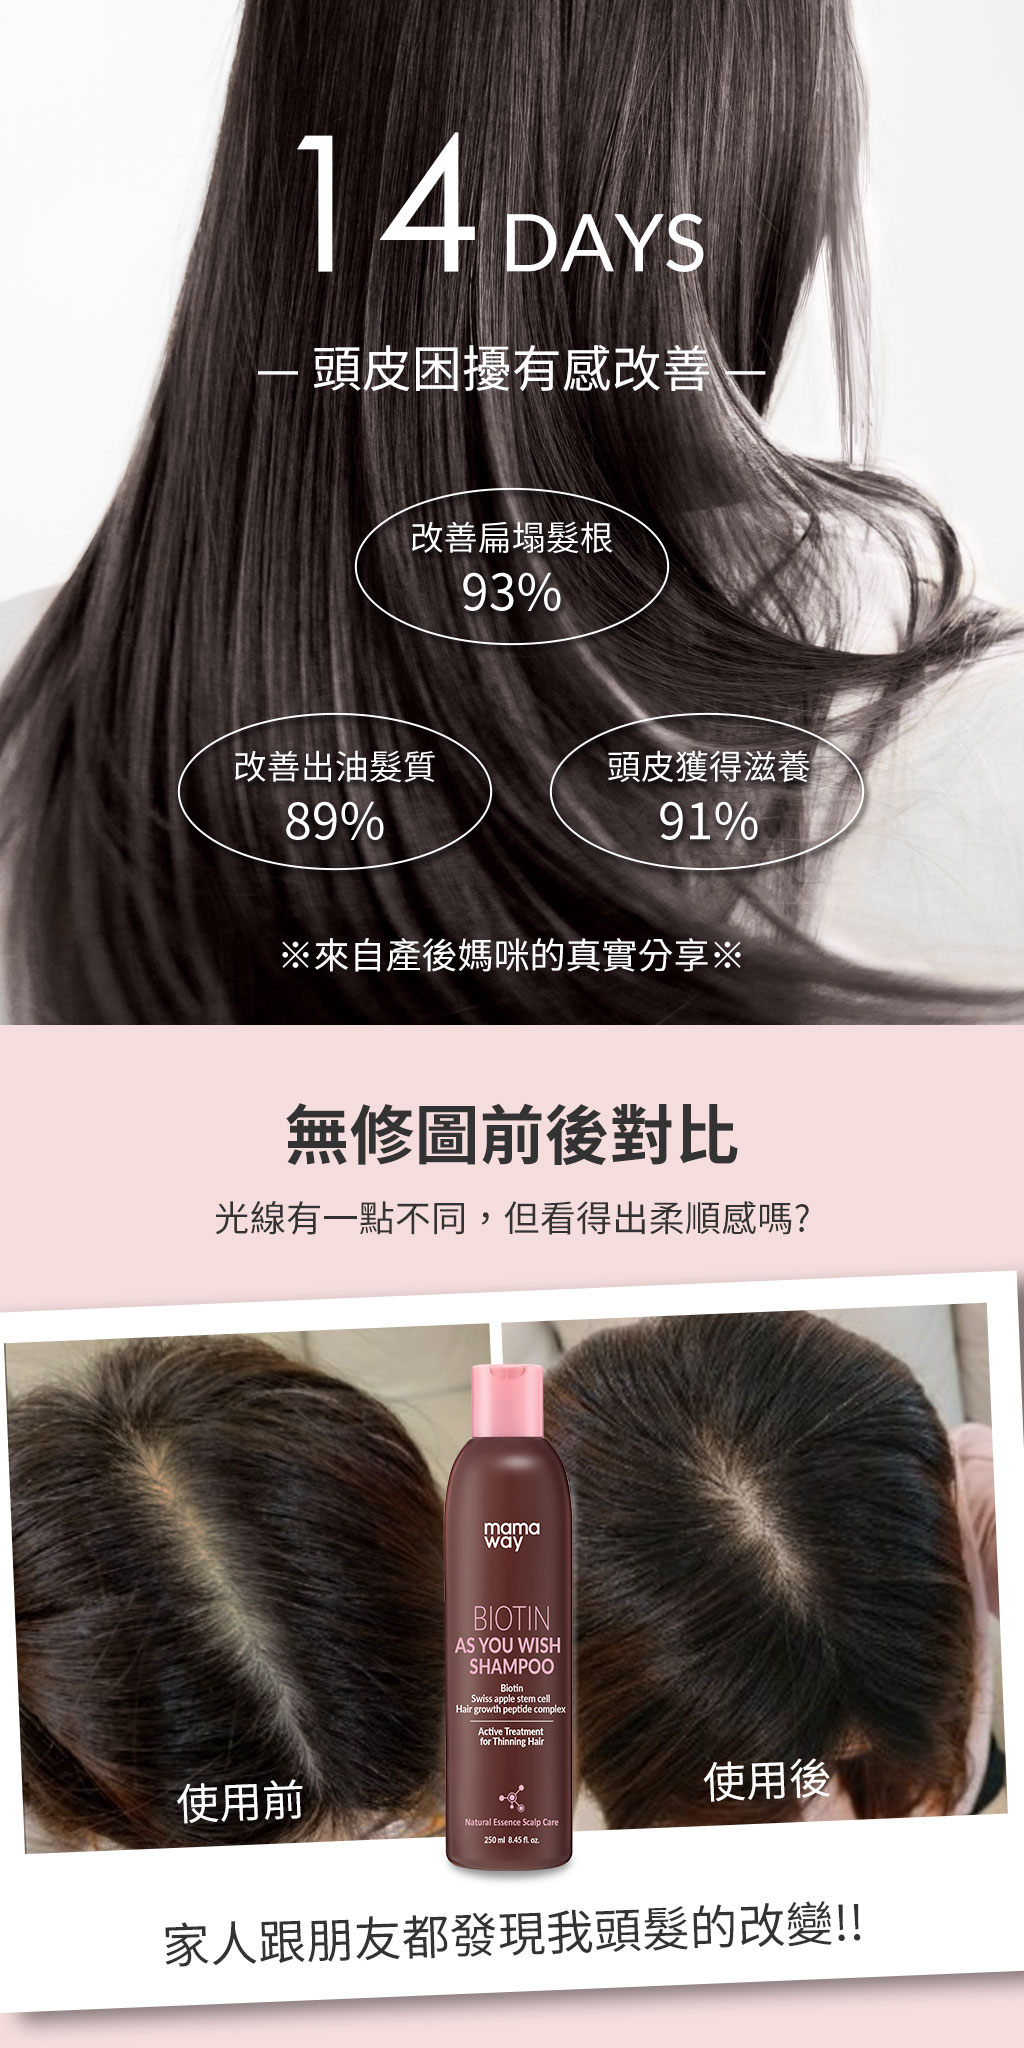 14 DAYS
— 頭皮困擾有感改善 —
改善扁塌髮根
93%
改善出油髮質
89%
頭皮獲得滋養
91%
※來自產後媽咪的真實分享※
無修圖前後對比
光線有一點不同，但看得出柔順感嗎?
mama
way
BIOTIN
AS YOU WISH
SHAMPOO
Biotin
Swiss apple stem cell
Hair growth peptide complex
Active Treatment
for Thinning Hair
Natural Essence Scalp Care
250 ml 8.45 fl. oz.
使用前
使用後
家人跟朋友都發現我頭髮的改變!!